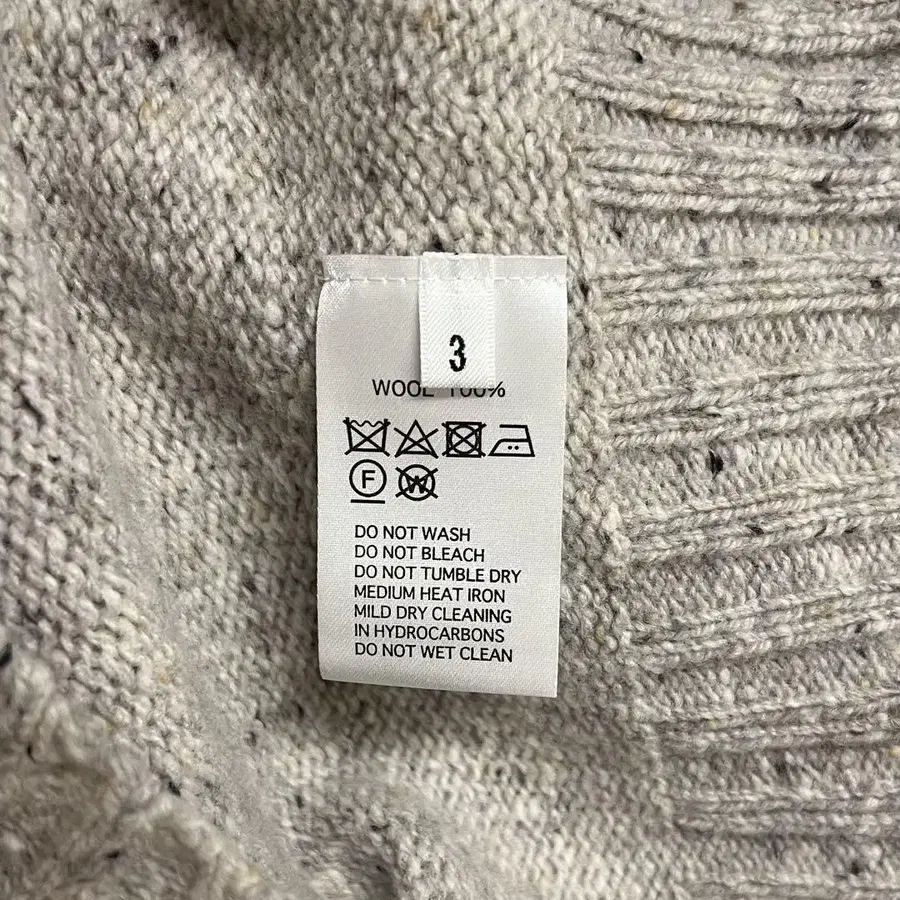 3
WOOL 100%
F
W
DO NOT WASH
DO NOT BLEACH
DO NOT TUMBLE DRY
MEDIUM HEAT IRON
MILD DRY CLEANING
IN HYDROCARBONS
DO NOT WET CLEAN